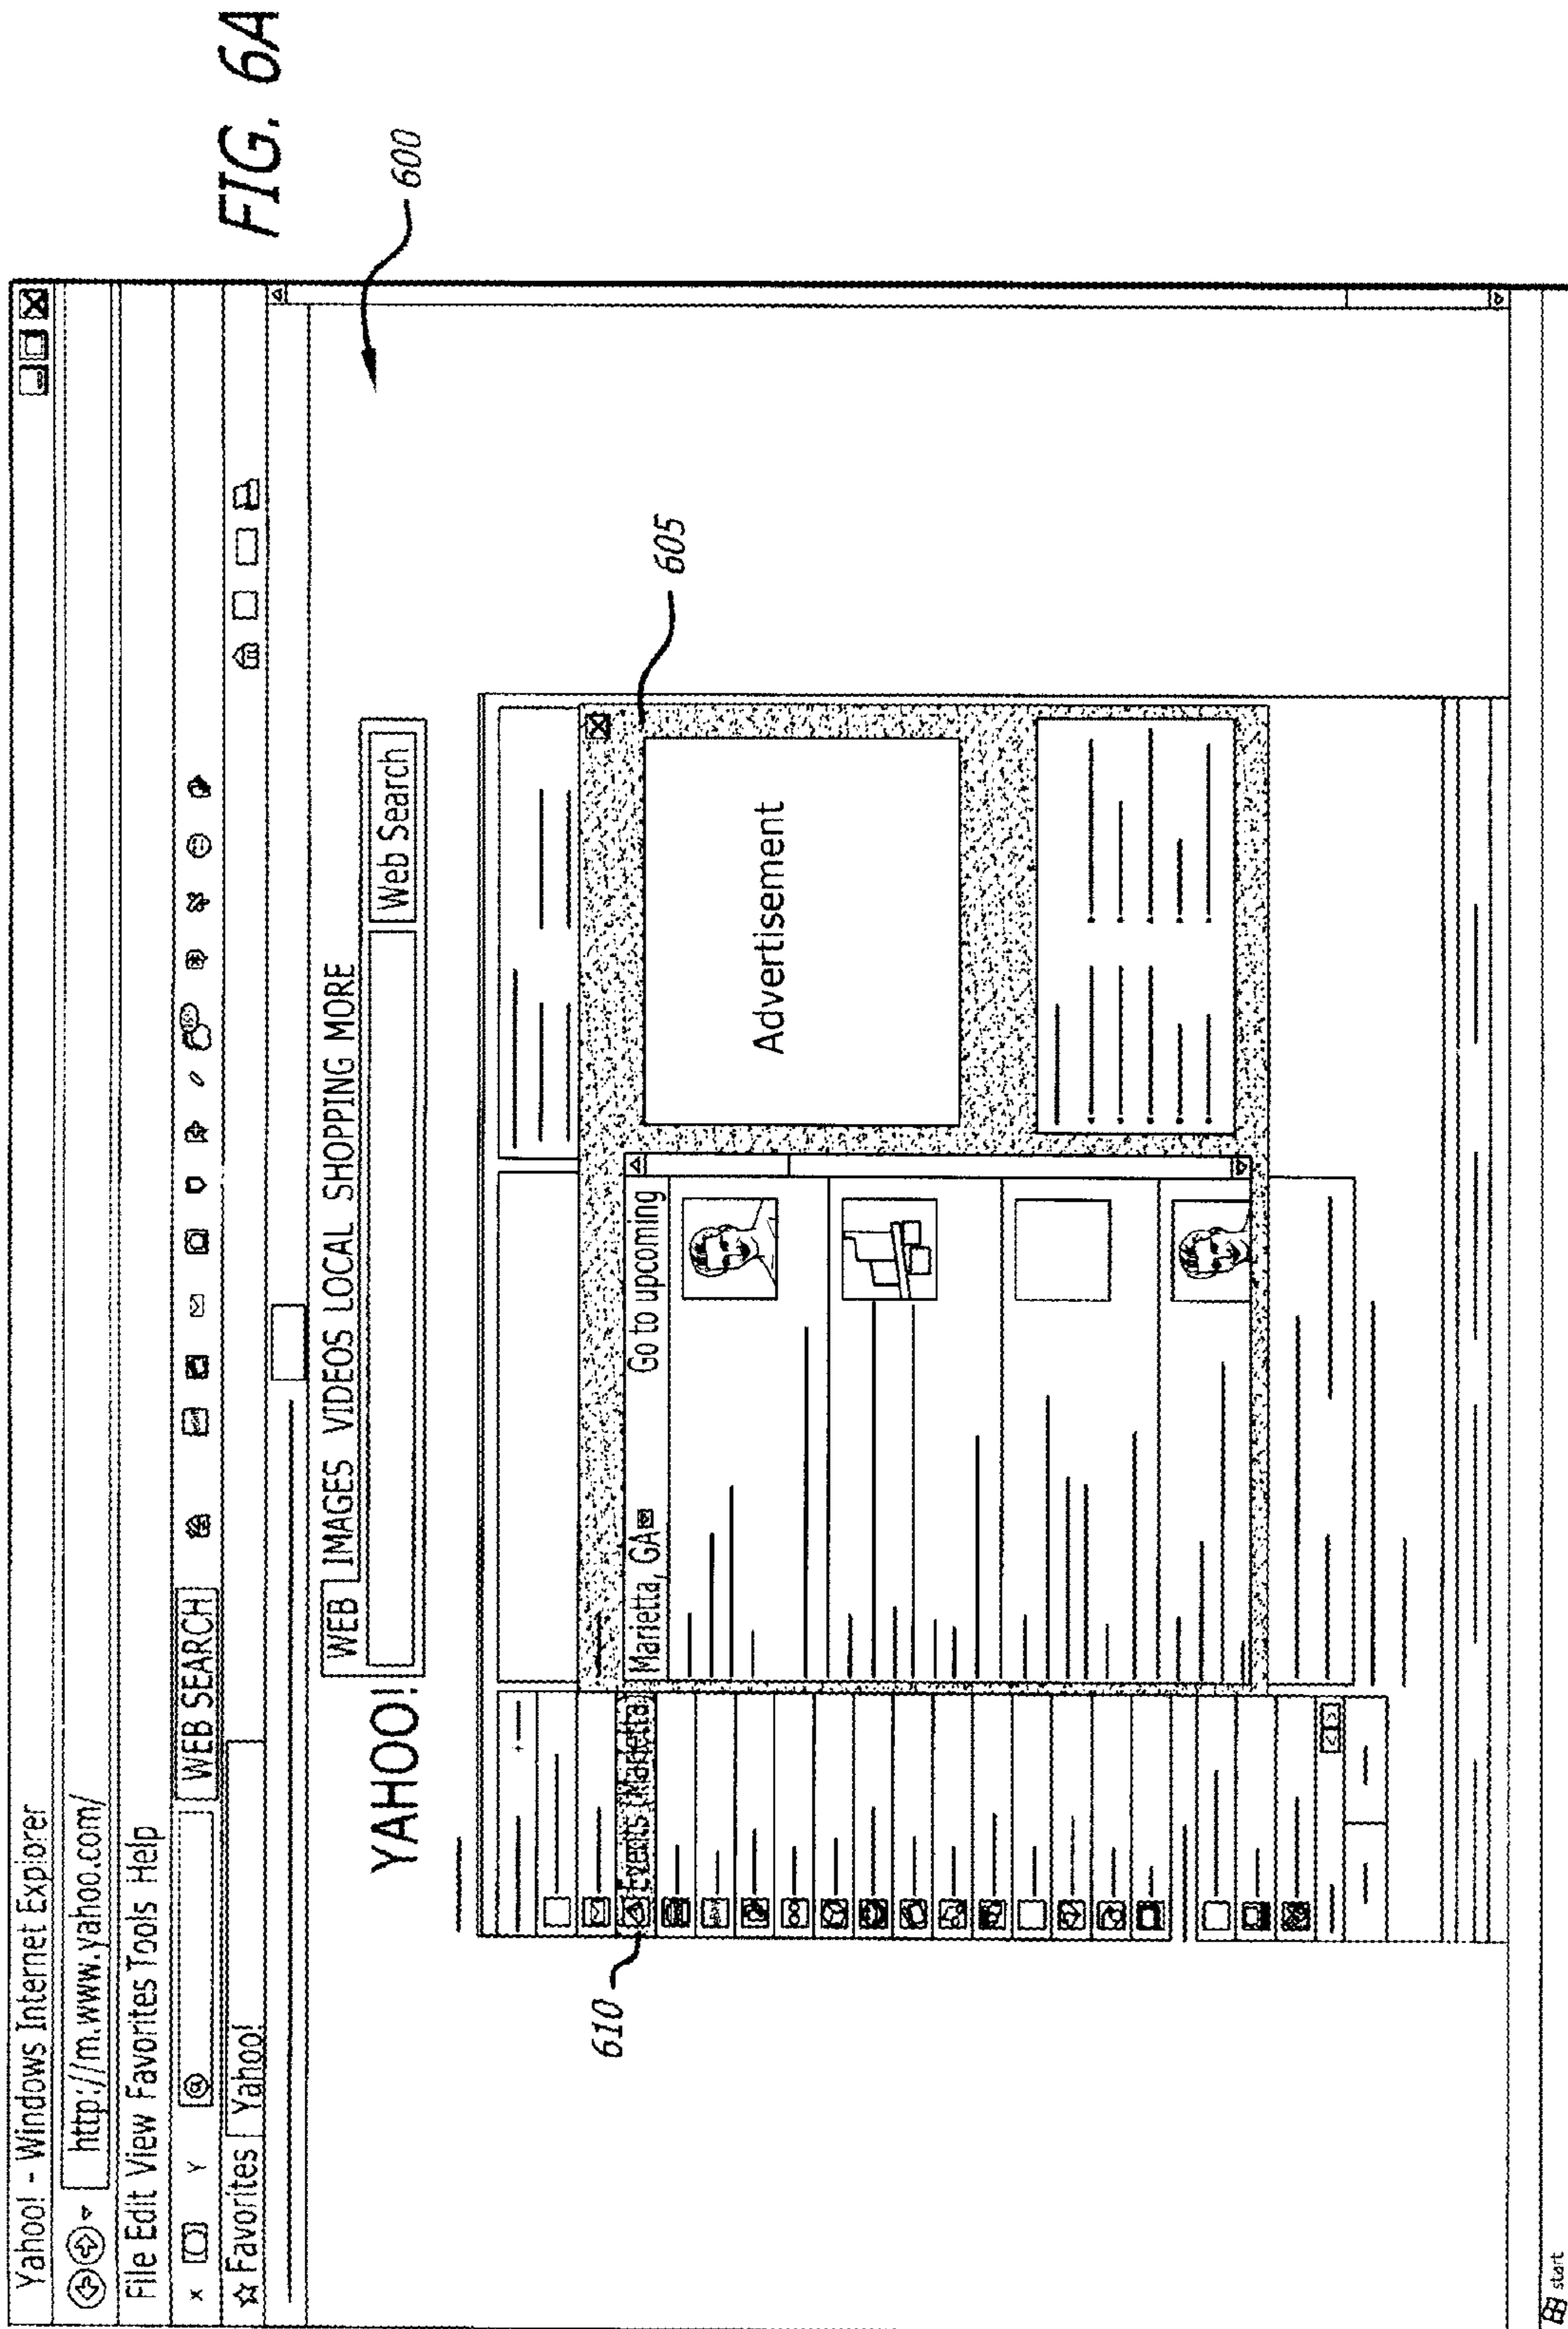 FIG. 6A
Yahoo! - Windows Internet Explorer
http://m.www.yahoo.com/
File Edit View Favorites Tools Help
x Y @ WEB SEARCH
Favorites Yahoo!
600
WEB IMAGES VIDEOS LOCAL SHOPPING MORE
YAHOO! Web Search
605
610
Events (Marietta) Marietta, GA Go to upcoming
Advertisement
start